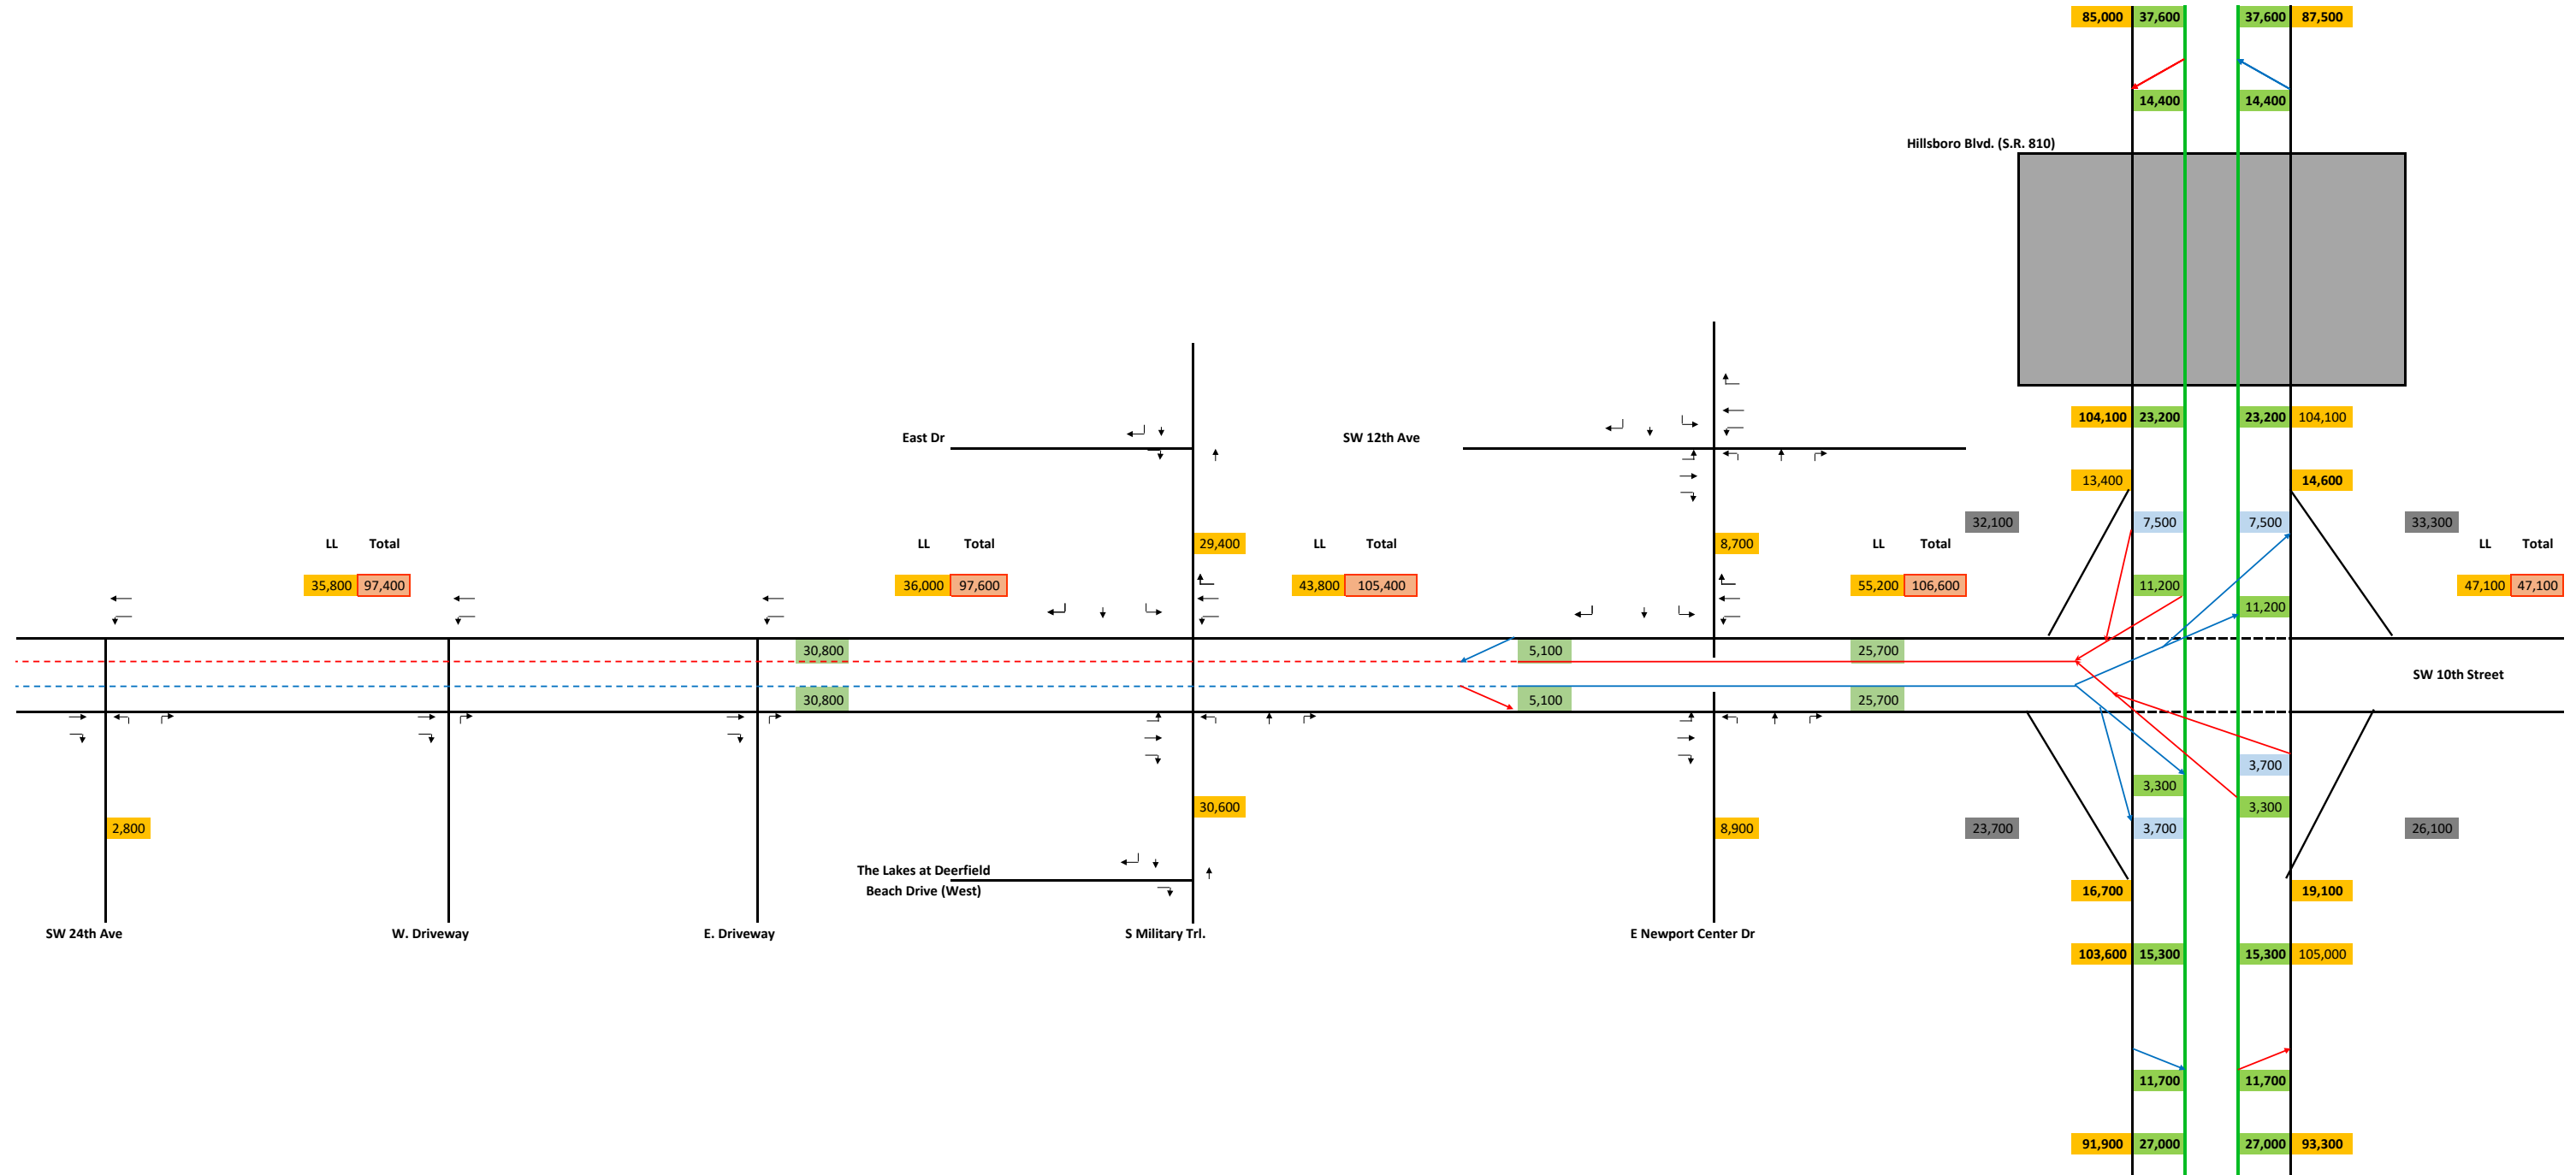 85,000 37,600 37,600 87,500
14,400 14,400
Hillsboro Blvd. (S.R. 810)
104,100 23,200 23,200 104,100
East Dr
SW 12th Ave
13,400 14,600
32,100 7,500 7,500 33,300
LL Total
LL Total
29,400
LL Total
8,700
LL Total
LL Total
35,800 97,400
36,000 97,600
43,800 105,400
55,200 106,600
11,200
47,100 47,100
11,200
30,800 5,100 25,700
SW 10th Street
30,800 5,100 25,700
3,700
3,300
30,600
3,300
2,800
8,900
23,700
3,700
26,100
The Lakes at Deerfield
Beach Drive (West)
16,700 19,100
SW 24th Ave
W. Driveway
E. Driveway
S Military Trl.
E Newport Center Dr
103,600 15,300 15,300 105,000
11,700 11,700
91,900 27,000 27,000 93,300